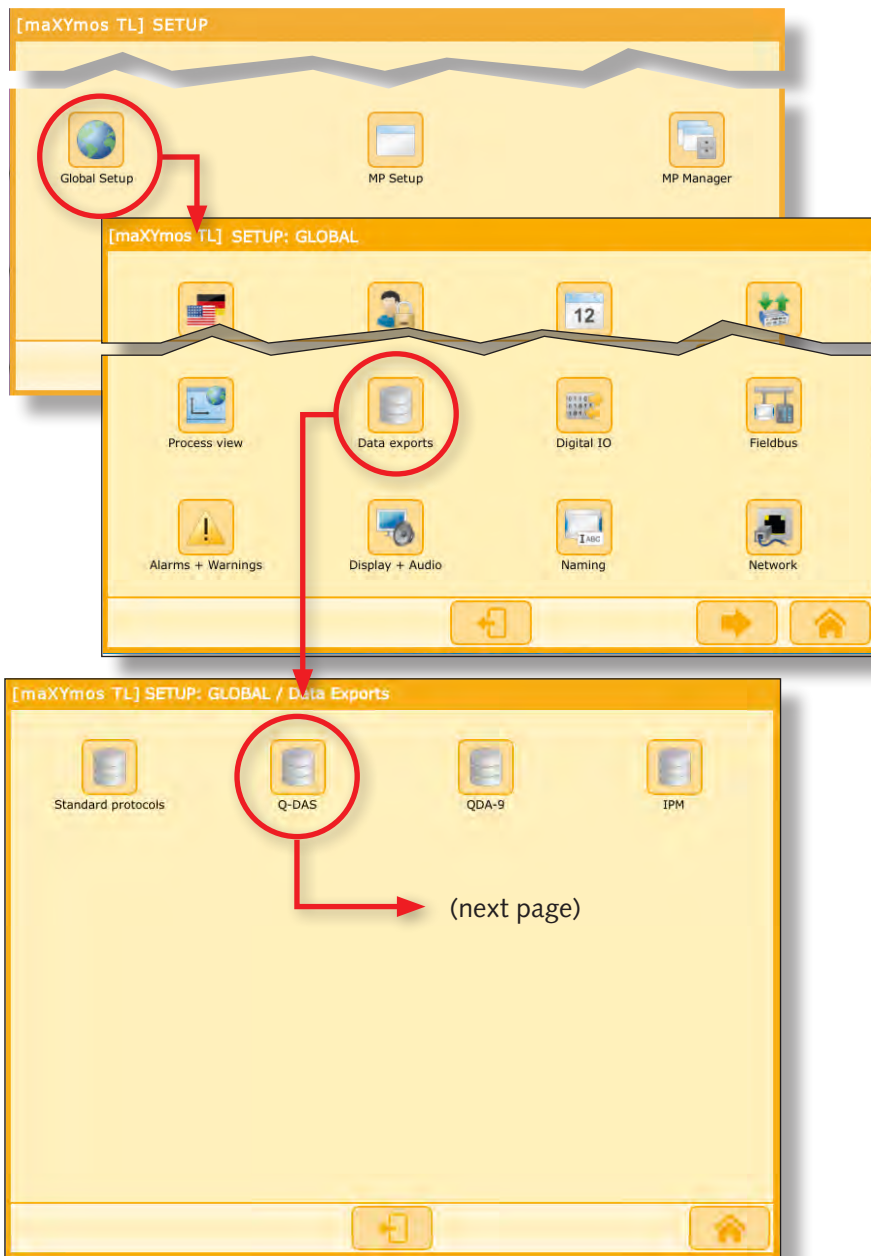 [maXYmos TL] SETUP
Global Setup
MP Setup
MP Manager
[maXYmos TL] SETUP: GLOBAL
12
Process view
Data exports
Digital IO
Fieldbus
Alarms + Warnings
Display + Audio
Naming
Network
[maXYmos TL] SETUP: GLOBAL / Data Exports
Standard protocols
Q-DAS
QDA-9
IPM
(next page)